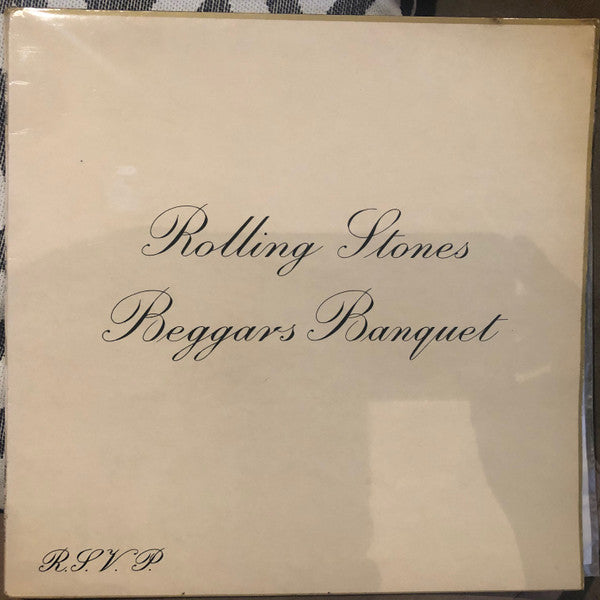 Rolling Stones
Beggars Banquet
R.S.V.P.